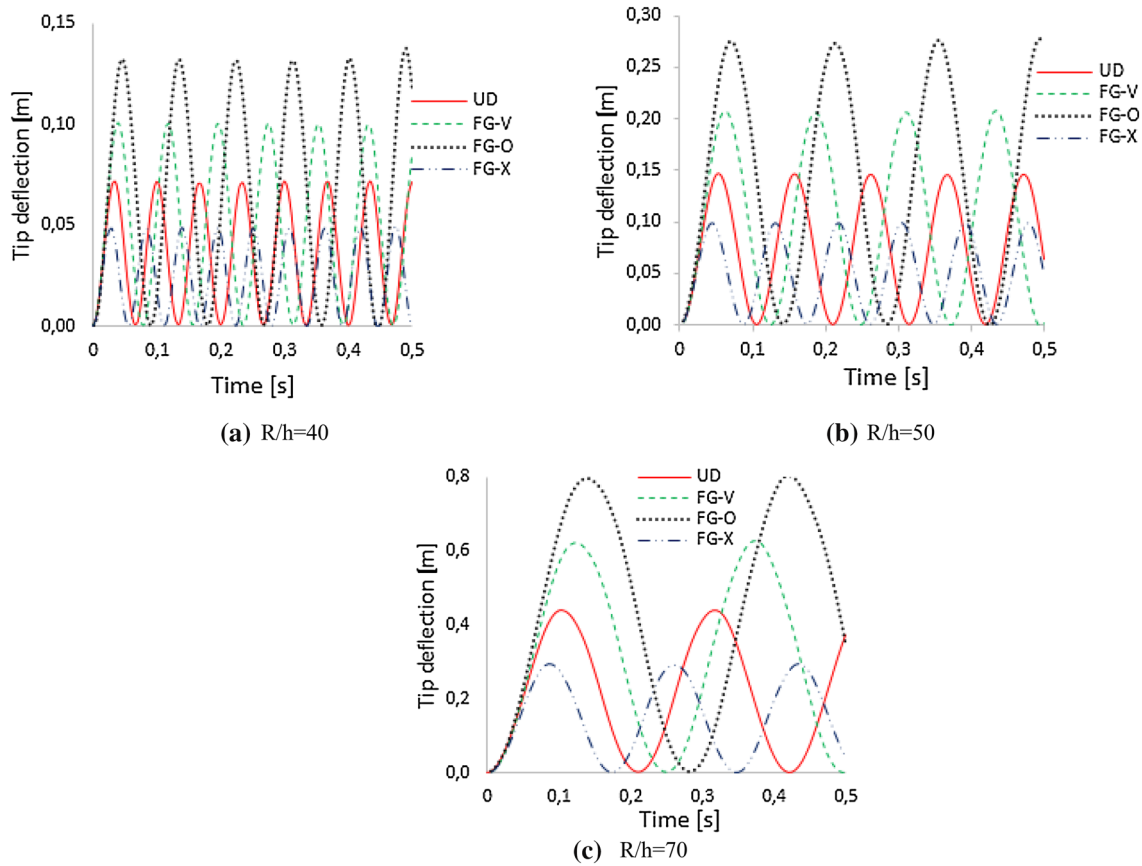 0,15
0,10
0,05
0,00
Tip deflection [m]
0 0,1 0,2 0,3 0,4 0,5
Time [s]
UD
FG-V
FG-O
FG-X
(a) R/h=40
0,30
0,25
0,20
0,15
0,10
0,05
0,00
Tip deflection [m]
0 0,1 0,2 0,3 0,4 0,5
Time [s]
UD
FG-V
FG-O
FG-X
(b) R/h=50
0,8
0,6
0,4
0,2
0,0
Tip deflection [m]
0 0,1 0,2 0,3 0,4 0,5
Time [s]
UD
FG-V
FG-O
FG-X
(c) R/h=70